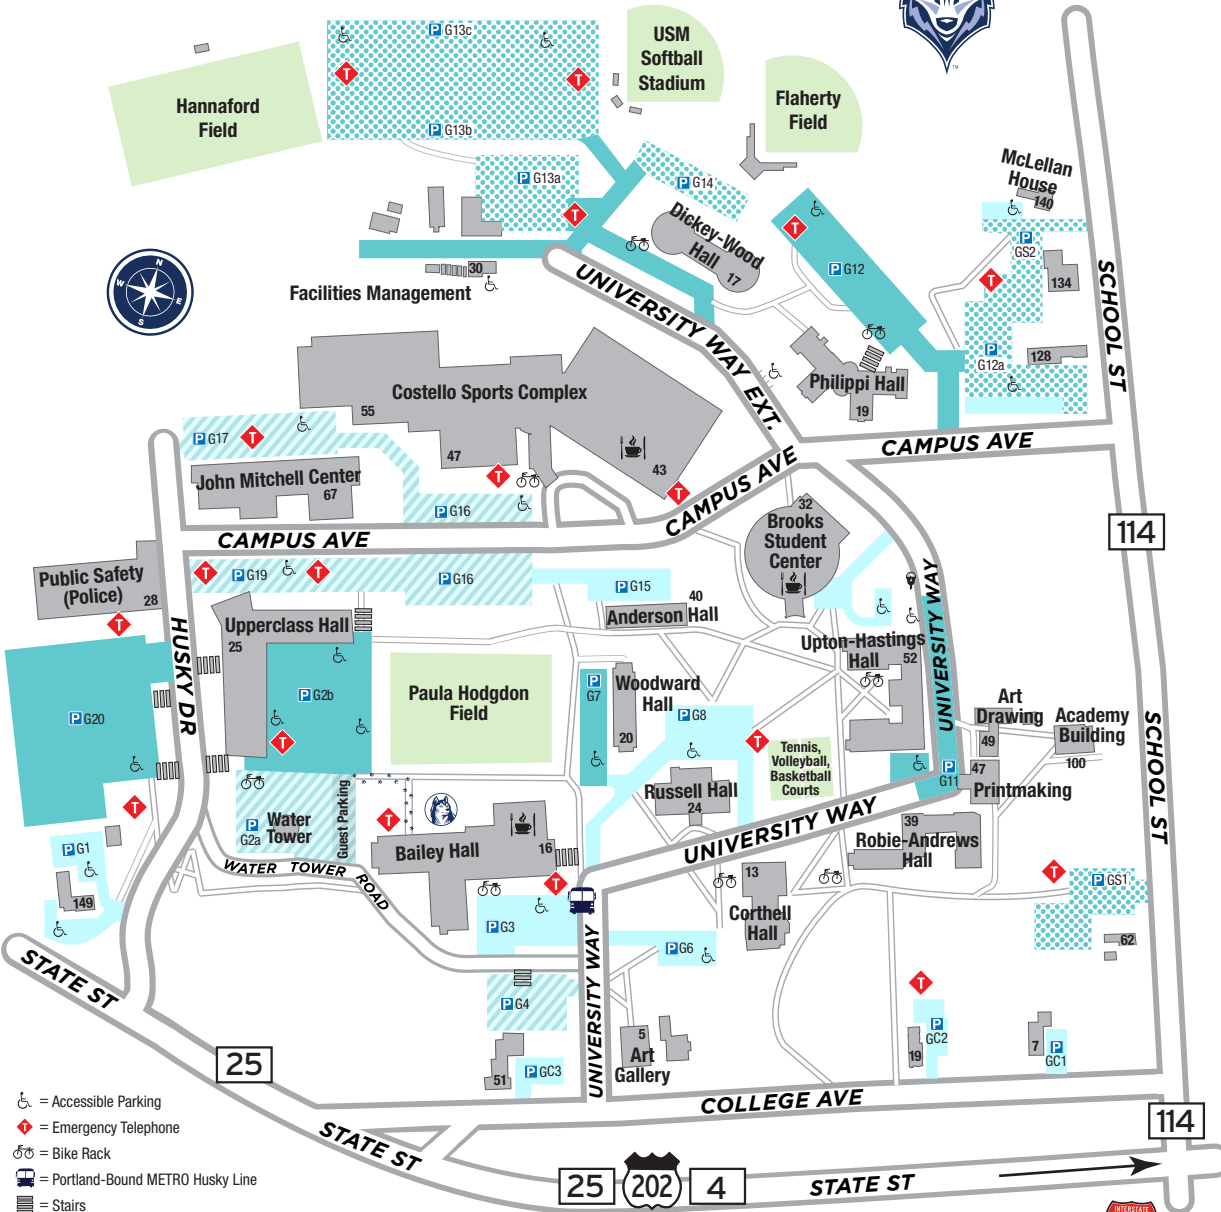 P G13c
USM
Softball
Stadium
T
T
Hannaford
Field
Flaherty
Field
P G13b
P G13a
P G14
McLellan
House
140
T
Dickey-Wood
Hall
17
T
P
GS2
134
N
W
E
S
30
Facilities Management
P G12
T
UNIVERSITY WAY EXT.
SCHOOL ST
P
G12a
128
Philippi Hall
19
Costello Sports Complex
55
47
43
P G17
T
CAMPUS AVE
John Mitchell Center
67
T
T
P G16
CAMPUS AVE
CAMPUS AVE
32
Brooks
Student
Center
114
Public Safety
(Police)
28
T
P G19
T
P G16
P G15
40
Anderson Hall
UNIVERSITY WAY
T
Upperclass Hall
25
HUSKY DR
Upton-Hastings
Hall
52
P G20
P G2b
T
Paula Hodgdon
Field
P
G7
Woodward
Hall
20
P G8
T
Tennis,
Volleyball,
Basketball
Courts
Art
Drawing
49
Academy
Building
100
SCHOOL ST
P
G11
47
Printmaking
T
P
G2a
Water
Tower
Guest Parking
T
Russell Hall
24
UNIVERSITY WAY
39
Robie-Andrews
Hall
P G1
149
Bailey Hall
16
WATER TOWER ROAD
T
13
Corthell
Hall
T
P GS1
62
P G3
P G6
STATE ST
UNIVERSITY WAY
T
P G4
P
GC2
19
7
P
GC1
5
Art
Gallery
25
51
P GC3
COLLEGE AVE
= Accessible Parking
T = Emergency Telephone
= Bike Rack
= Portland-Bound METRO Husky Line
= Stairs
STATE ST
114
25
202
4
STATE ST
INTERSTATE